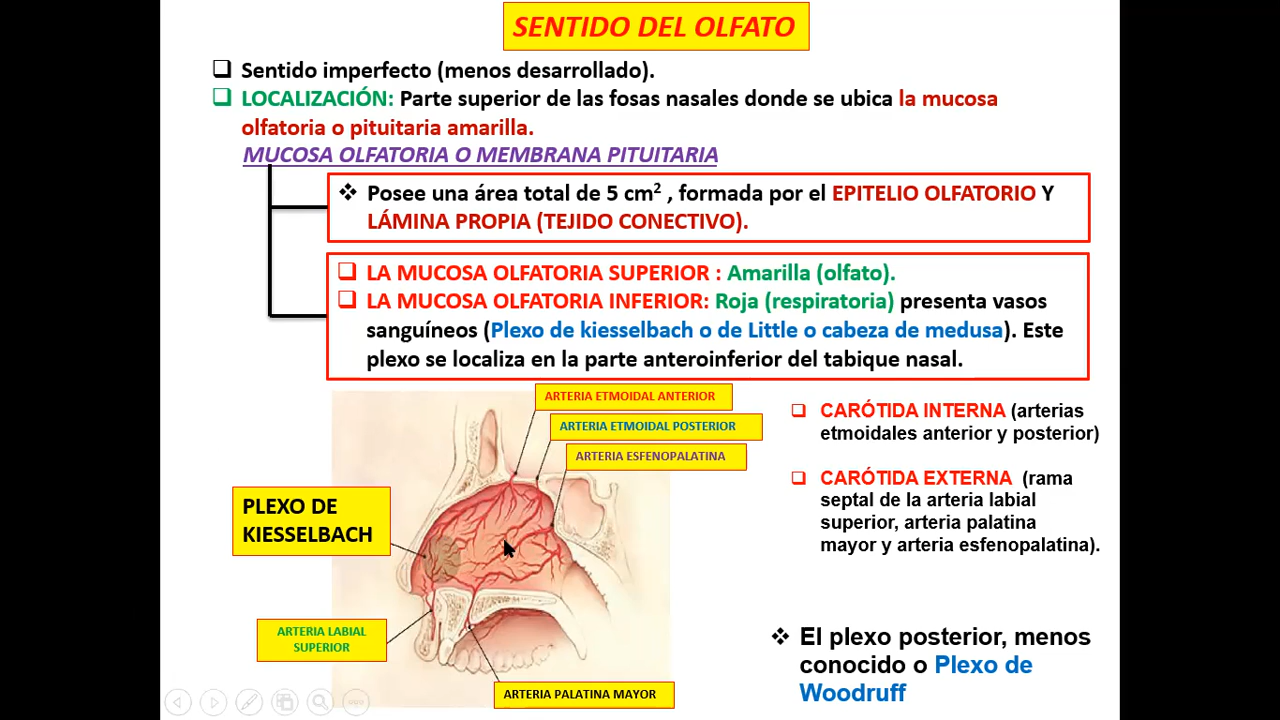 SENTIDO DEL OLFATO
❑ Sentido imperfecto (menos desarrollado).
❑ LOCALIZACIÓN: Parte superior de las fosas nasales donde se ubica la mucosa
olfatoria o pituitaria amarilla.
MUCOSA OLFATORIA O MEMBRANA PITUITARIA
❖ Posee una área total de 5 cm² , formada por el EPITELIO OLFATORIO Y
LÁMINA PROPIA (TEJIDO CONECTIVO).
❑ LA MUCOSA OLFATORIA SUPERIOR : Amarilla (olfato).
❑ LA MUCOSA OLFATORIA INFERIOR: Roja (respiratoria) presenta vasos
sanguíneos (Plexo de kiesselbach o de Little o cabeza de medusa). Este
plexo se localiza en la parte anteroinferior del tabique nasal.
ARTERIA ETMOIDAL ANTERIOR
ARTERIA ETMOIDAL POSTERIOR
ARTERIA ESFENOPALATINA
PLEXO DE
KIESSELBACH
ARTERIA LABIAL
SUPERIOR
ARTERIA PALATINA MAYOR
❑ CARÓTIDA INTERNA (arterias
etmoidales anterior y posterior)
❑ CARÓTIDA EXTERNA (rama
septal de la arteria labial
superior, arteria palatina
mayor y arteria esfenopalatina).
❖ El plexo posterior, menos
conocido o Plexo de
Woodruff